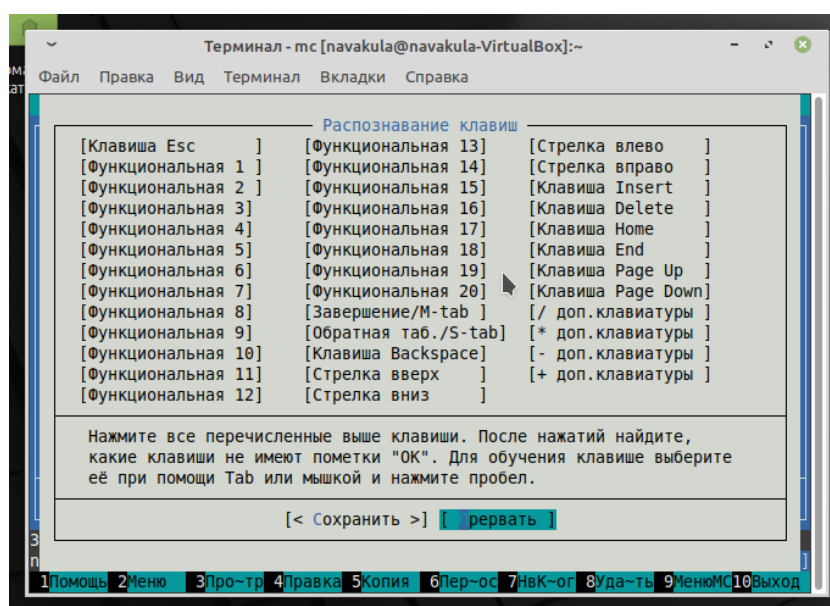 Терминал - mc [navakula@navakula-VirtualBox]:~
Файл Правка Вид Терминал Вкладки Справка
Распознавание клавиш
[Клавиша Esc ] [Функциональная 13] [Стрелка влево ]
[Функциональная 1 ] [Функциональная 14] [Стрелка вправо ]
[Функциональная 2 ] [Функциональная 15] [Клавиша Insert ]
[Функциональная 3] [Функциональная 16] [Клавиша Delete ]
[Функциональная 4] [Функциональная 17] [Клавиша Home ]
[Функциональная 5] [Функциональная 18] [Клавиша End ]
[Функциональная 6] [Функциональная 19] [Клавиша Page Up ]
[Функциональная 7] [Функциональная 20] [Клавиша Page Down]
[Функциональная 8] [Завершение/M-tab ] [/ доп.клавиатуры ]
[Функциональная 9] [Обратная таб./S-tab] [* доп.клавиатуры ]
[Функциональная 10] [Клавиша Backspace] [- доп.клавиатуры ]
[Функциональная 11] [Стрелка вверх ] [+ доп.клавиатуры ]
[Функциональная 12] [Стрелка вниз ]
Нажмите все перечисленные выше клавиши. После нажатий найдите,
какие клавиши не имеют пометки "OK". Для обучения клавише выберите
её при помощи Tab или мышкой и нажмите пробел.
[< Сохранить >] [ Прервать ]
1Помощь 2Меню 3Про~тр 4Правка 5Копия 6Пер~ос 7НвК~ог 8Уда~ть 9МенюMC 10Выход